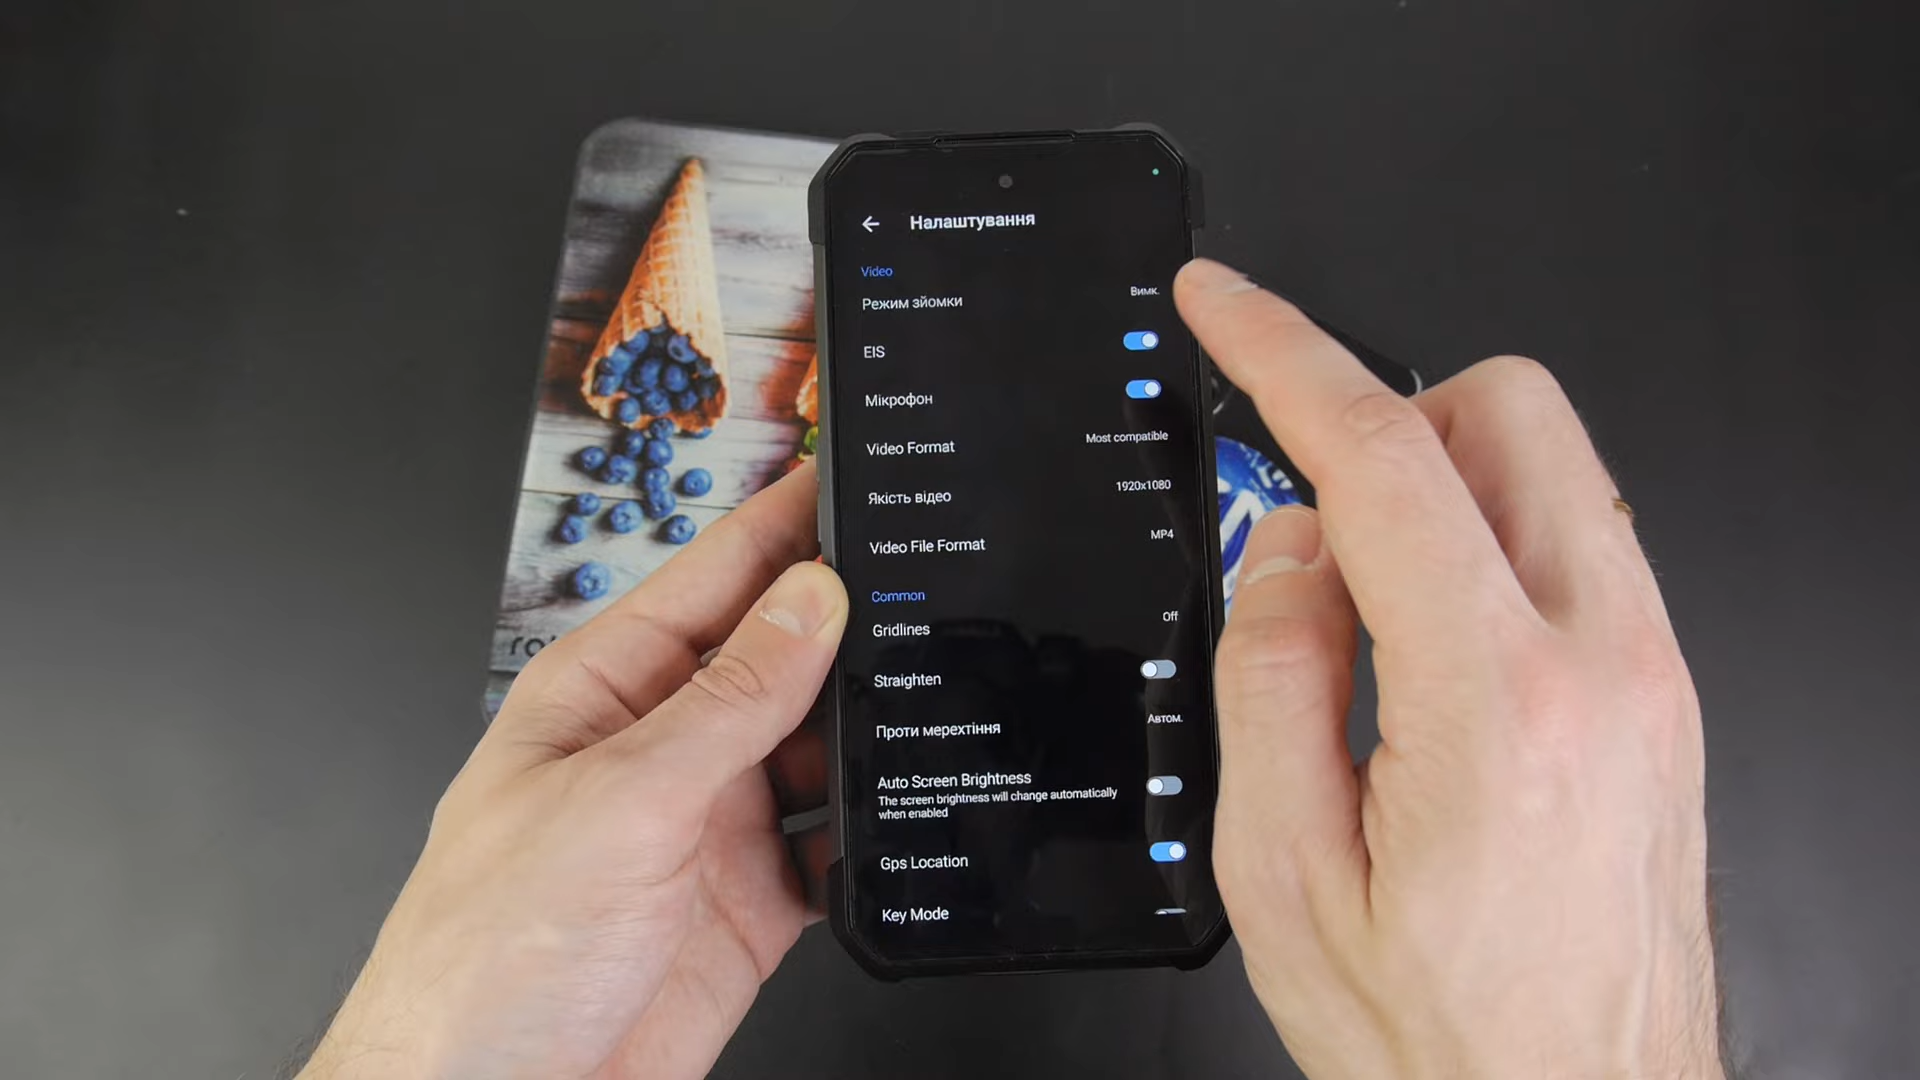 Налаштування
Video
Режим зйомки Вимк.
EIS
Мікрофон
Video Format Most compatible
Якість відео 1920x1080
Video File Format MP4
Common
Gridlines Off
Straighten
Проти мерехтіння Автом.
Auto Screen Brightness
The screen brightness will change automatically
when enabled
Gps Location
Key Mode